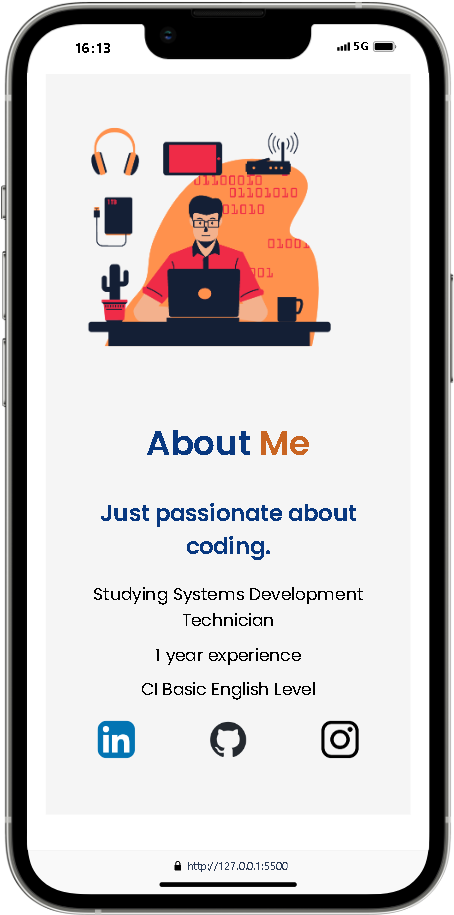 16:13
5G
01100010
01101010
01010
01001
001
About Me
Just passionate about
coding.
Studying Systems Development
Technician
1 year experience
CI Basic English Level
in
http://127.0.0.1:5500